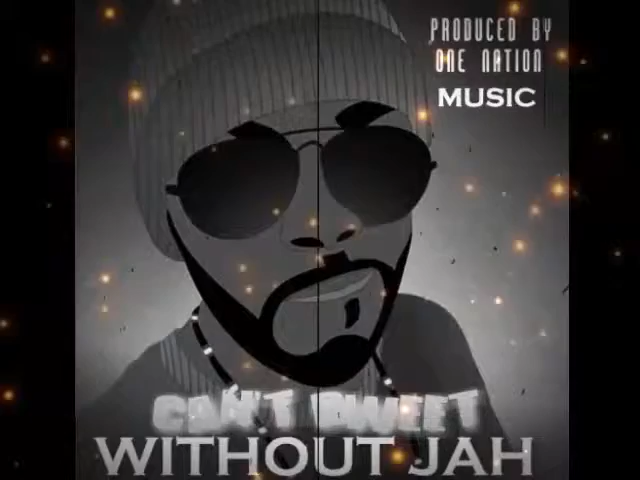 PRODUCED BY
ONE NATION
MUSIC
CAN'T SWEET
WITHOUT JAH